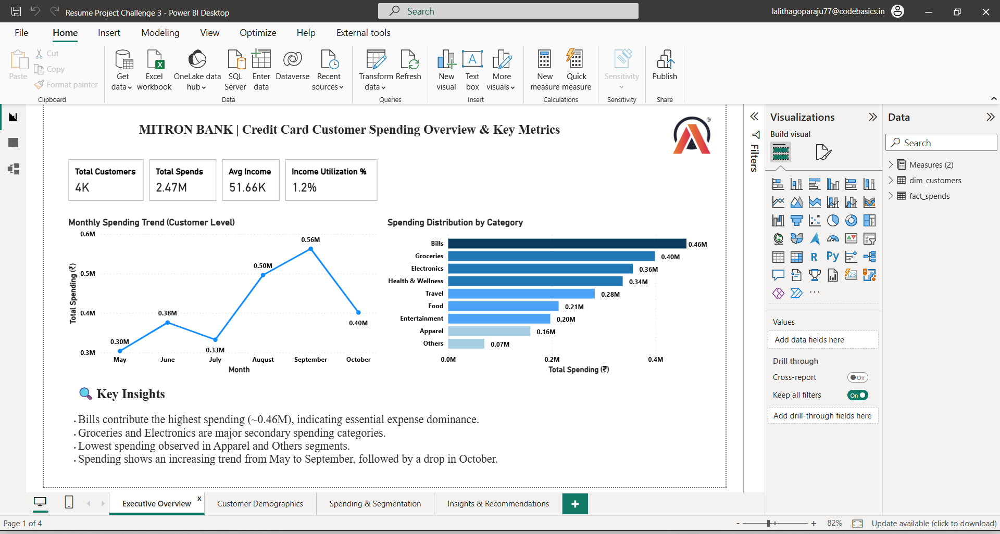 Resume Project Challenge 3 - Power BI Desktop
Search
lalithagoparaju77@codebasics.in
File Home Insert Modeling View Optimize Help External tools
Paste
Cut
Copy
Format painter
Clipboard
Get data
Excel workbook
OneLake data hub
SQL Server
Enter data
Dataverse
Recent sources
Data
Transform data
Refresh
Queries
New visual
Text box
More visuals
Insert
New measure
Quick measure
Calculations
Sensitivity
Sensitivity
Publish
Share
MITRON BANK | Credit Card Customer Spending Overview & Key Metrics
®
Total Customers
4K
Total Spends
2.47M
Avg Income
51.66K
Income Utilization %
1.2%
Monthly Spending Trend (Customer Level)
Total Spending (₹)
0.6M
0.5M
0.4M
0.3M
0.30M
0.38M
0.33M
0.50M
0.56M
0.40M
May June July August September October
Month
Spending Distribution by Category
Bills 0.46M
Groceries 0.40M
Electronics 0.36M
Health & Wellness 0.34M
Travel 0.28M
Food 0.21M
Entertainment 0.20M
Apparel 0.16M
Others 0.07M
0.0M 0.2M 0.4M
Total Spending (₹)
Key Insights
. Bills contribute the highest spending (~0.46M), indicating essential expense dominance.
. Groceries and Electronics are major secondary spending categories.
. Lowest spending observed in Apparel and Others segments.
. Spending shows an increasing trend from May to September, followed by a drop in October.
Filters
Visualizations
Build visual
R
Py
123
...
Values
Add data fields here
Drill through
Cross-report
Off
Keep all filters
On
Add drill-through fields here
Data
Search
Measures (2)
dim_customers
fact_spends
Executive Overview x
Customer Demographics
Spending & Segmentation
Insights & Recommendations
+
Page 1 of 4
- + 82%
Update available (click to download)